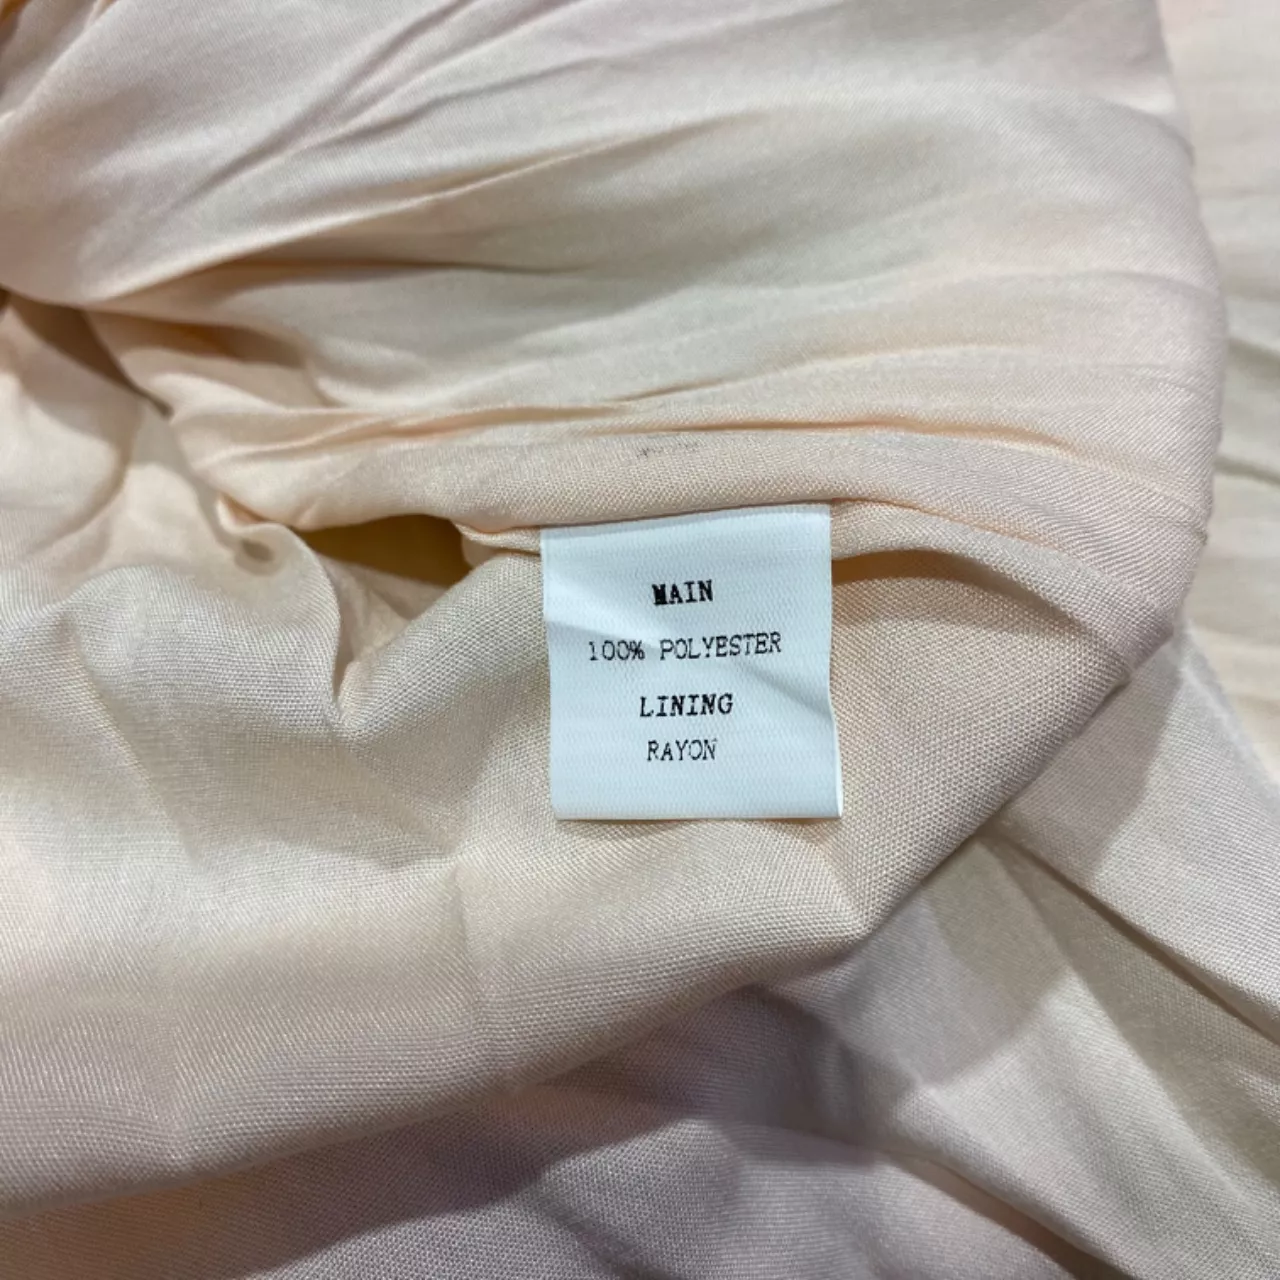 MAIN
100% POLYESTER
LINING
RAYON